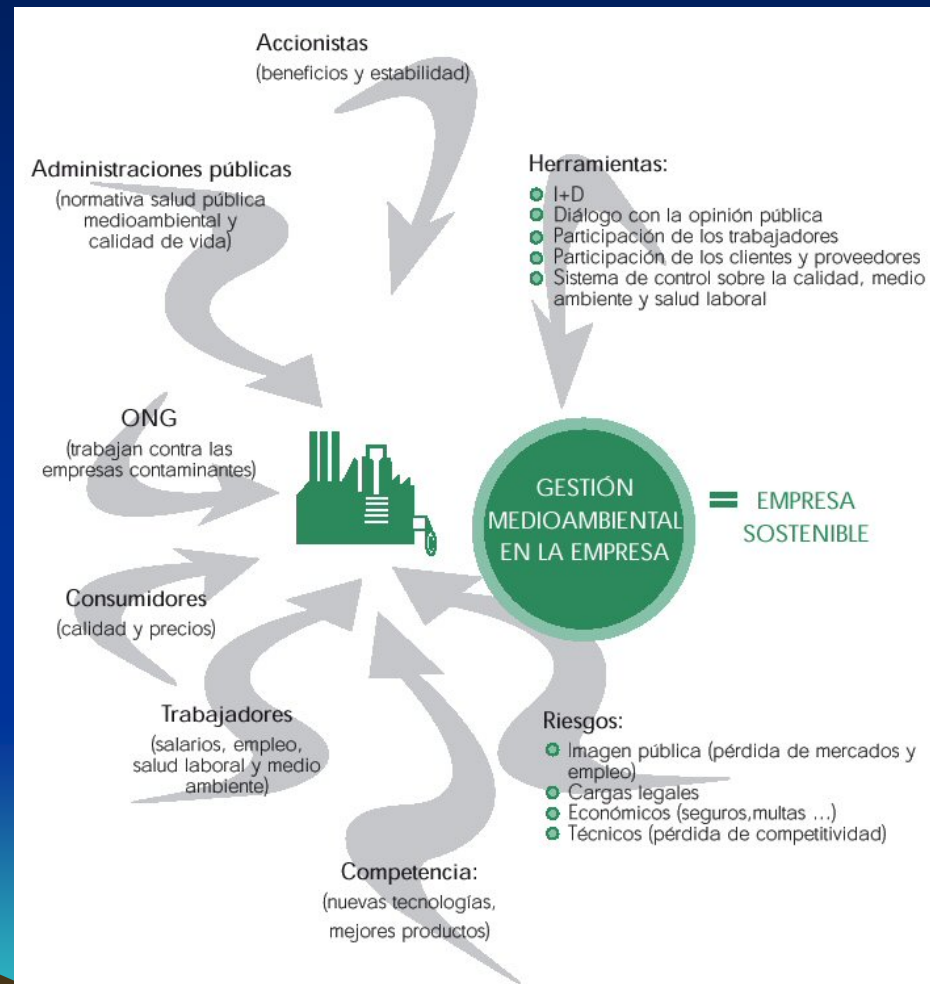 Accionistas
(beneficios y estabilidad)
Administraciones públicas
(normativa salud pública
medioambiental y
calidad de vida)
Herramientas:
I+D
Diálogo con la opinión pública
Participación de los trabajadores
Participación de los clientes y proveedores
Sistema de control sobre la calidad, medio
ambiente y salud laboral
ONG
(trabajan contra las
empresas contaminantes)
GESTIÓN
MEDIOAMBIENTAL
EN LA EMPRESA
= EMPRESA
SOSTENIBLE
Consumidores
(calidad y precios)
Trabajadores
(salarios, empleo,
salud laboral y medio
ambiente)
Riesgos:
Imagen pública (pérdida de mercados y
empleo)
Cargas legales
Económicos (seguros,multas ...)
Técnicos (pérdida de competitividad)
Competencia:
(nuevas tecnologías,
mejores productos)